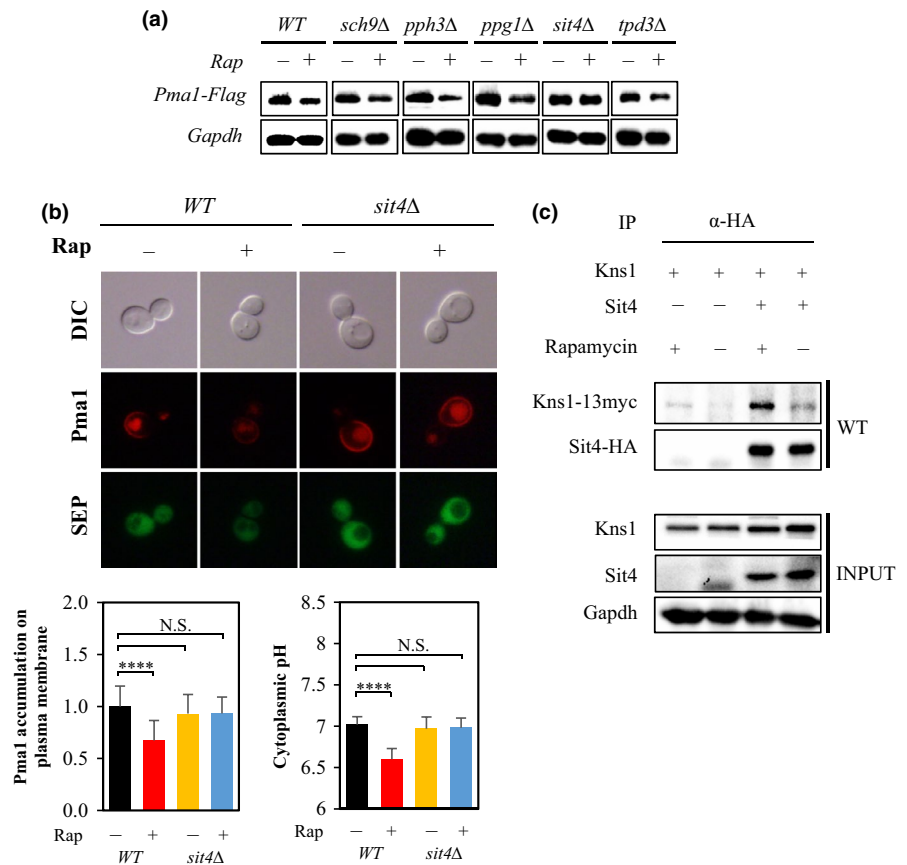 (a)
WT sch9Δ pph3Δ ppg1Δ sit4Δ tpd3Δ
Rap – + – + – + – + – + – +
Pma1-Flag
Gapdh
(b)
WT sit4Δ
Rap – + – +
DIC
Pma1
SEP
Pma1 accumulation on
plasma membrane
2.0
1.5
1.0
0.5
0.0
N.S.
****
Rap – + – +
WT sit4Δ
Cytoplasmic pH
8.5
8
7.5
7
6.5
6
N.S.
****
Rap – + – +
WT sit4Δ
(c)
IP α-HA
Kns1 + + + +
Sit4 – – + +
Rapamycin + – + –
Kns1-13myc
Sit4-HA
WT
Kns1
Sit4
Gapdh
INPUT